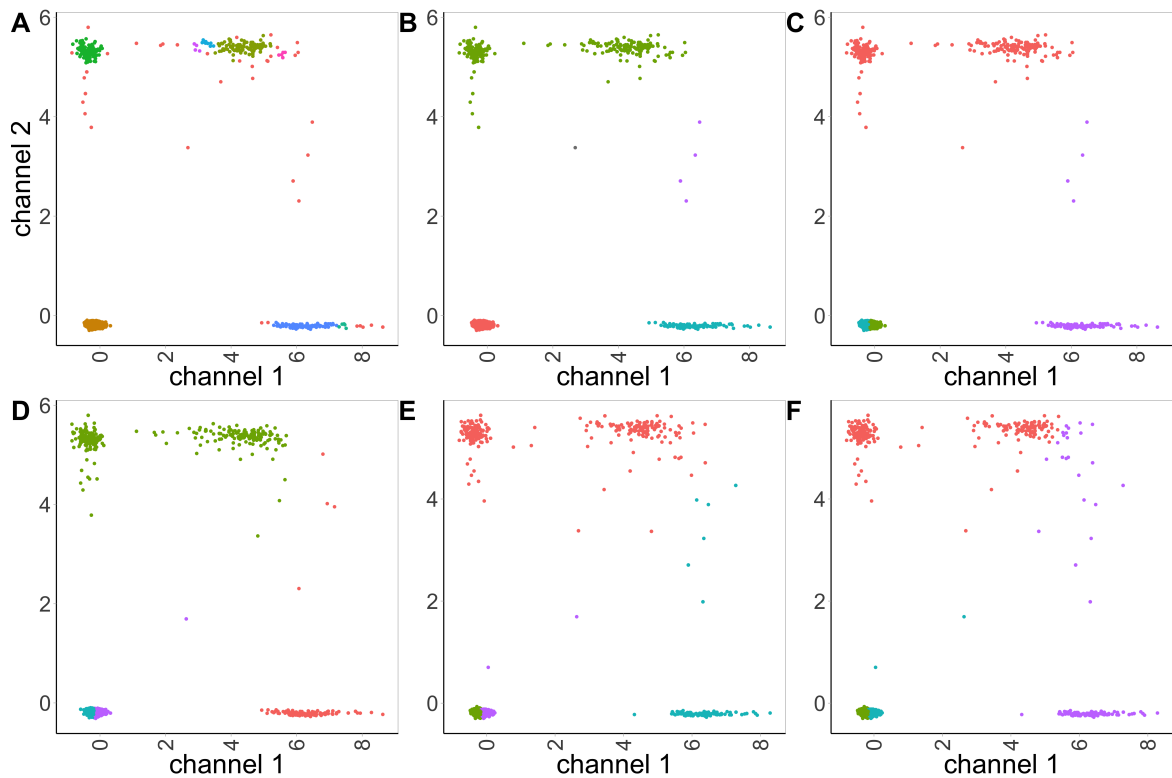 A B C
6 6 6
channel 2
4 4 4
2 2 2
0 0 0
0 2 4 6 8 0 2 4 6 8 0 2 4 6 8
channel 1 channel 1 channel 1
D E F
6
4 4 4
2 2 2
0 0 0
0 2 4 6 8 0 2 4 6 8 0 2 4 6 8
channel 1 channel 1 channel 1